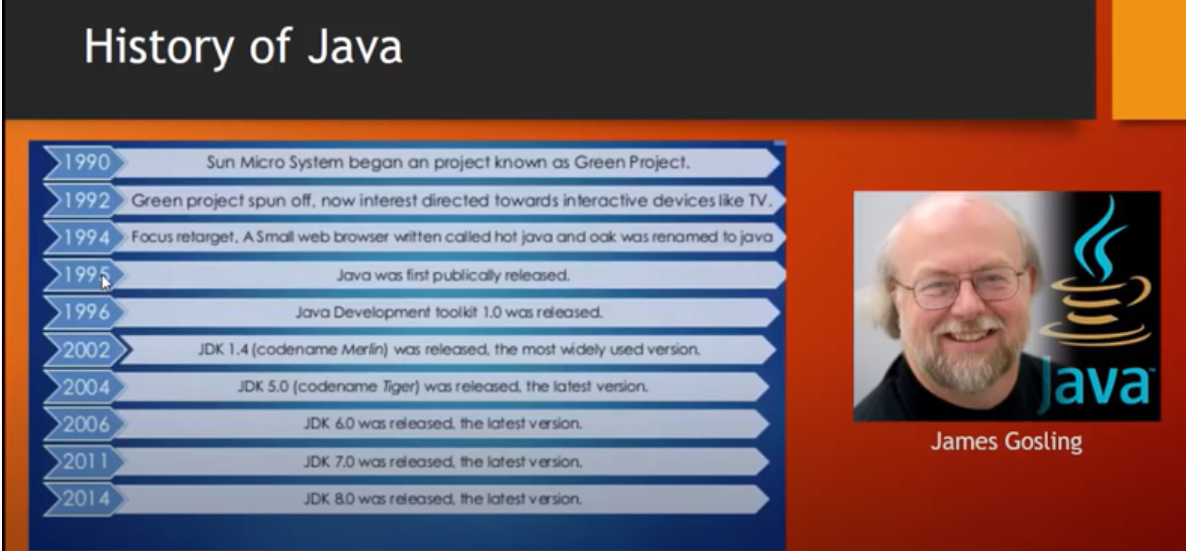 History of Java
1990 Sun Micro System began an project known as Green Project.
1992 Green project spun off, now interest directed towards interactive devices like TV.
1994 Focus retarget, A Small web browser written called hot java and oak was renamed to java
1995 Java was first publically released.
1996 Java Development toolkit 1.0 was released.
2002 JDK 1.4 (codename Merlin) was released, the most widely used version.
2004 JDK 5.0 (codename Tiger) was released, the latest version.
2006 JDK 6.0 was released, the latest version.
2011 JDK 7.0 was released, the latest version.
2014 JDK 8.0 was released, the latest version.
Java™
James Gosling